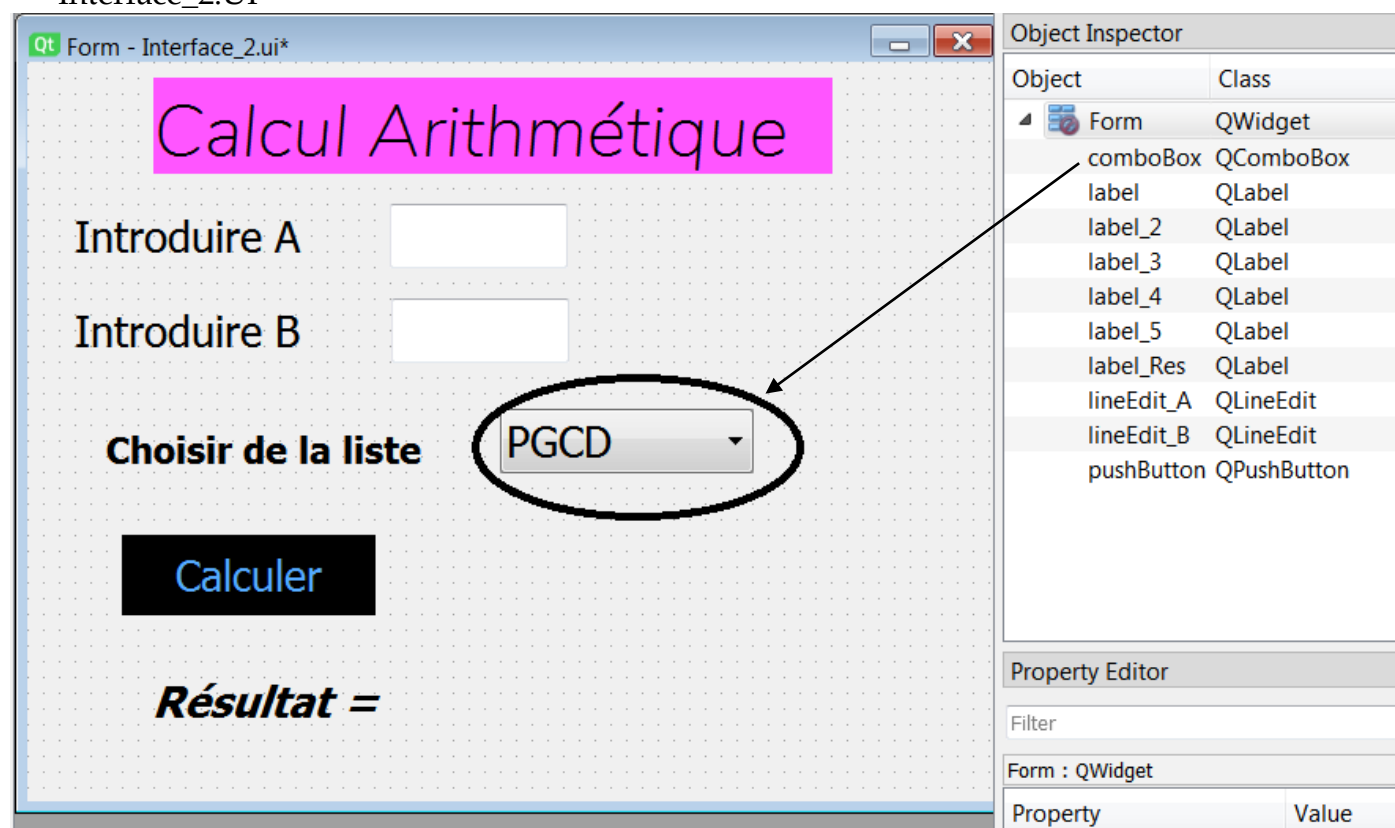 Interface_2.UI
Qt Form - Interface_2.ui*
Calcul Arithmétique
Introduire A
Introduire B
Choisir de la liste
PGCD
Calculer
Résultat =
Object Inspector
Object Class
Form QWidget
comboBox QComboBox
label QLabel
label_2 QLabel
label_3 QLabel
label_4 QLabel
label_5 QLabel
label_Res QLabel
lineEdit_A QLineEdit
lineEdit_B QLineEdit
pushButton QPushButton
Property Editor
Filter
Form : QWidget
Property Value